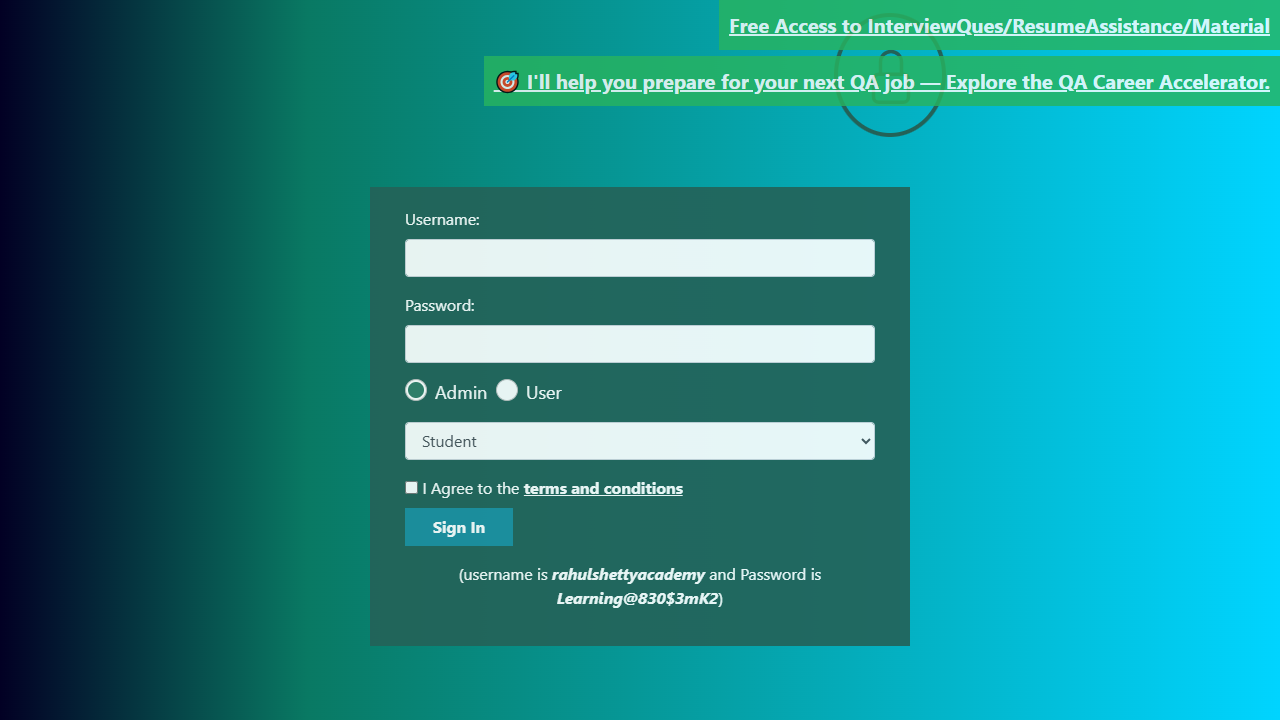 Free Access to InterviewQues/ResumeAssistance/Material
🎯 I'll help you prepare for your next QA job — Explore the QA Career Accelerator.
Username:
Password:
Admin User
Student
I Agree to the terms and conditions
Sign In
(username is rahulshettyacademy and Password is
Learning@830$3mK2)